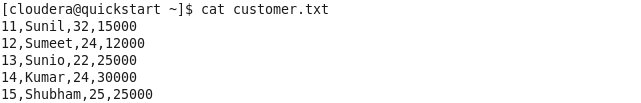 [cloudera@quickstart ~]$ cat customer.txt
11,Sunil,32,15000
12,Sumeet,24,12000
13,Sunio,22,25000
14,Kumar,24,30000
15,Shubham,25,25000